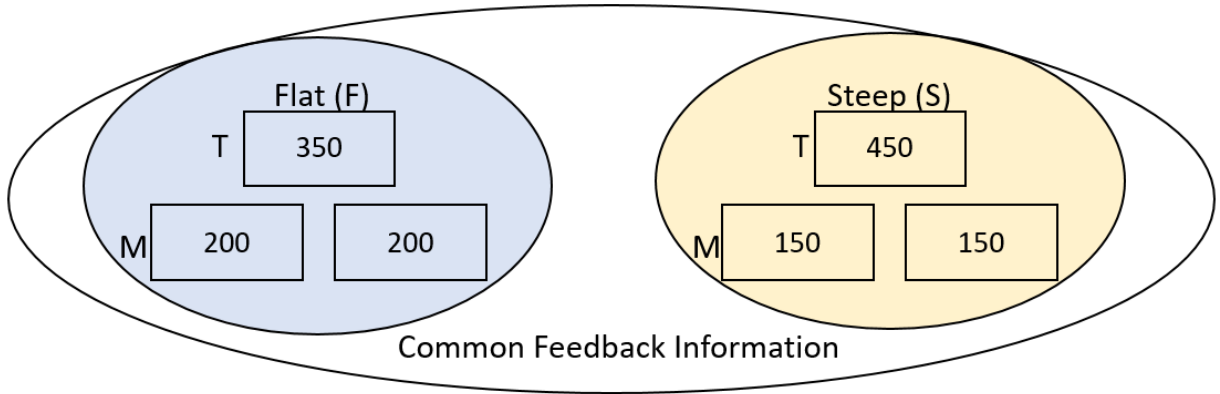 Flat (F)
Steep (S)
T 350
T 450
M 200 200
M 150 150
Common Feedback Information